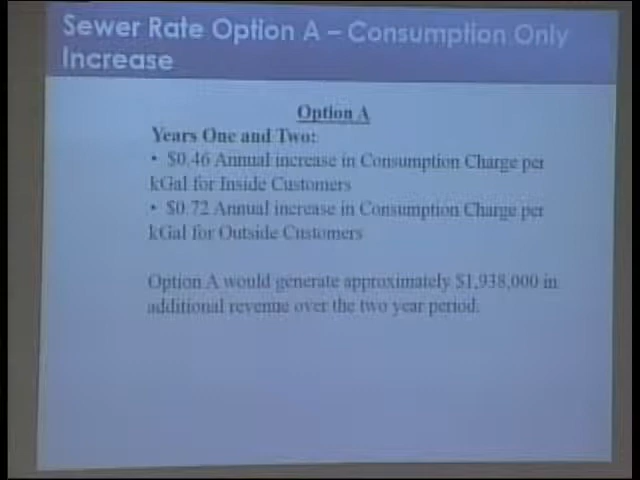 Sewer Rate Option A – Consumption Only
Increase
Option A
Years One and Two:
• $0.46 Annual increase in Consumption Charge per
kGal for Inside Customers
• $0.72 Annual increase in Consumption Charge per
kGal for Outside Customers
Option A would generate approximately $1,938,000 in
additional revenue over the two year period.